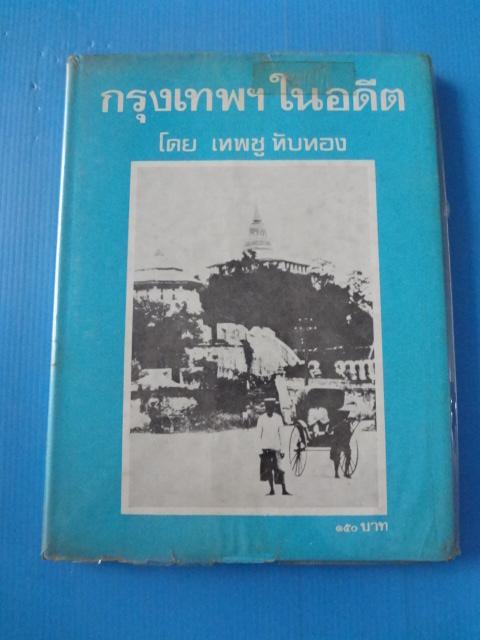 กรุงเทพฯ ในอดีต
โดย เทพชู ทับทอง
๑๕๐ บาท